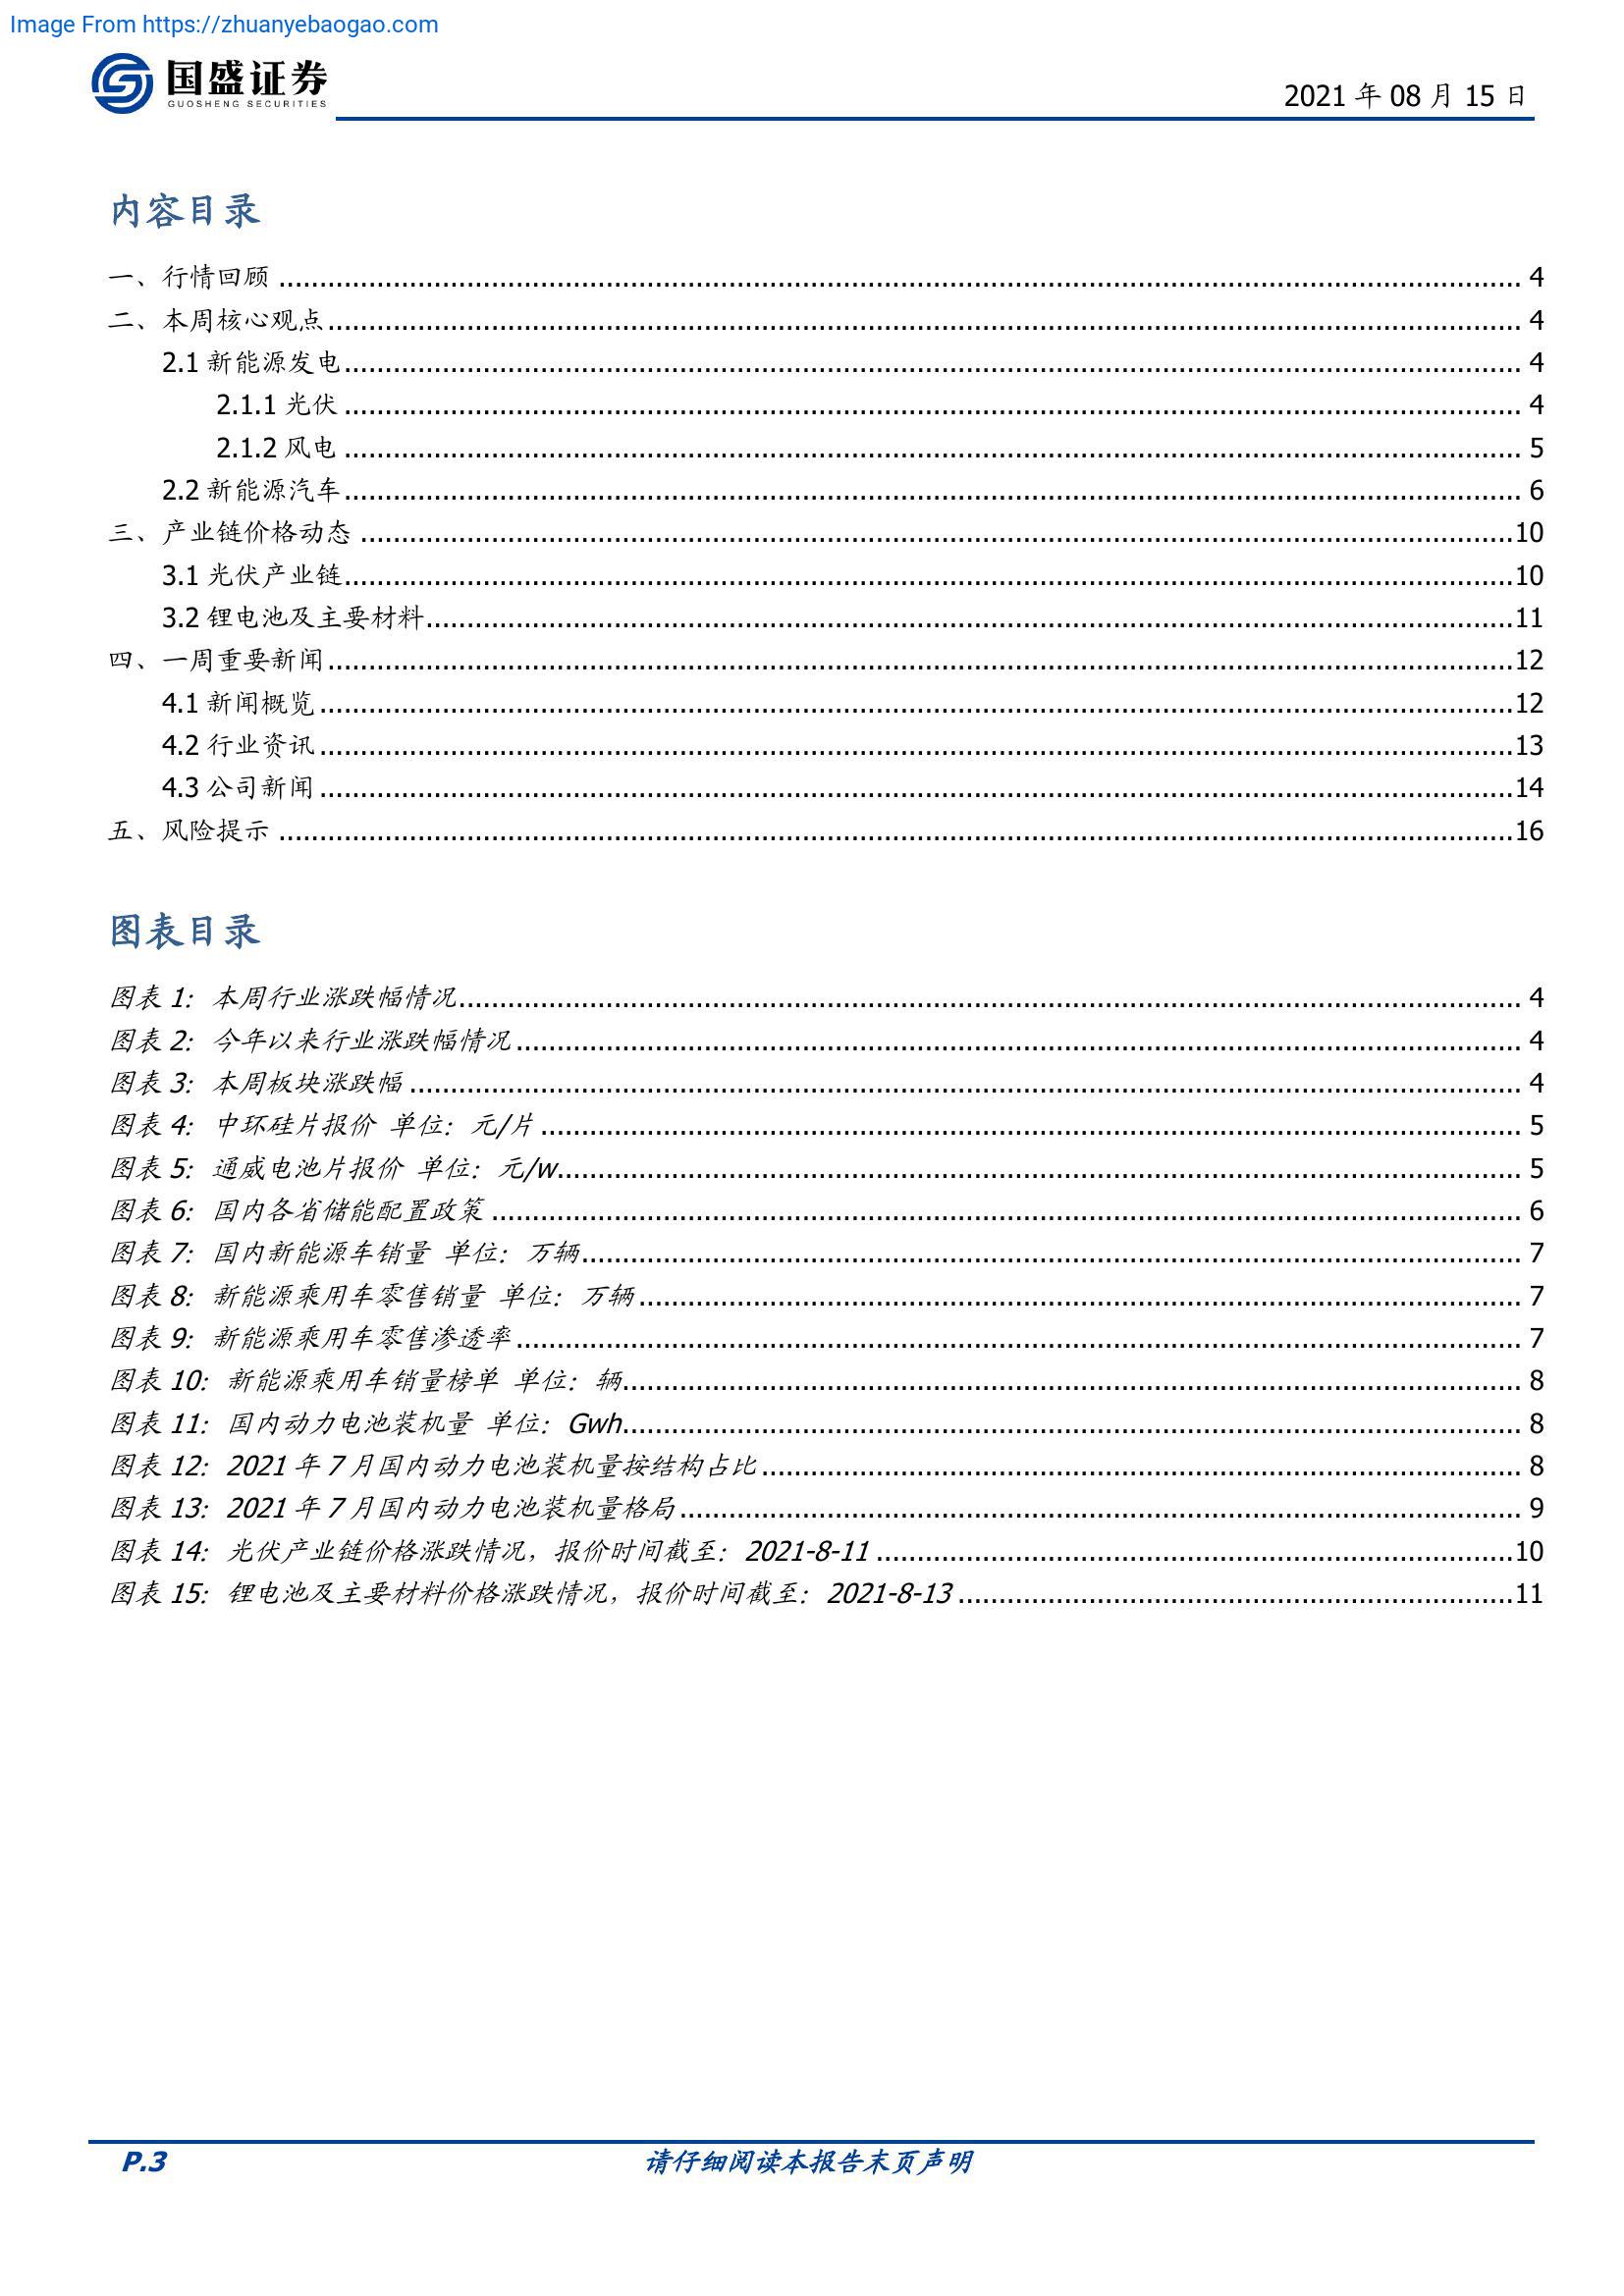 Image From https://zhuanyebaogao.com
国盛证券
GUOSHENG SECURITIES
2021 年 08 月 15 日
内容目录
一、行情回顾 ........ 4
二、本周核心观点 ........ 4
2.1 新能源发电 ........ 4
2.1.1 光伏 ........ 4
2.1.2 风电 ........ 5
2.2 新能源汽车 ........ 6
三、产业链价格动态 ........ 10
3.1 光伏产业链 ........ 10
3.2 锂电池及主要材料 ........ 11
四、一周重要新闻 ........ 12
4.1 新闻概览 ........ 12
4.2 行业资讯 ........ 13
4.3 公司新闻 ........ 14
五、风险提示 ........ 16
图表目录
图表 1：本周行业涨跌幅情况 ........ 4
图表 2：今年以来行业涨跌幅情况 ........ 4
图表 3：本周板块涨跌幅 ........ 4
图表 4：中环硅片报价 单位：元/片 ........ 5
图表 5：通威电池片报价 单位：元/w ........ 5
图表 6：国内各省储能配置政策 ........ 6
图表 7：国内新能源车销量 单位：万辆 ........ 7
图表 8：新能源乘用车零售销量 单位：万辆 ........ 7
图表 9：新能源乘用车零售渗透率 ........ 7
图表 10：新能源乘用车销量榜单 单位：辆 ........ 8
图表 11：国内动力电池装机量 单位：Gwh ........ 8
图表 12：2021 年 7 月国内动力电池装机量按结构占比 ........ 8
图表 13：2021 年 7 月国内动力电池装机量格局 ........ 9
图表 14：光伏产业链价格涨跌情况，报价时间截至：2021-8-11 ........ 10
图表 15：锂电池及主要材料价格涨跌情况，报价时间截至：2021-8-13 ........ 11
P.3
请仔细阅读本报告末页声明